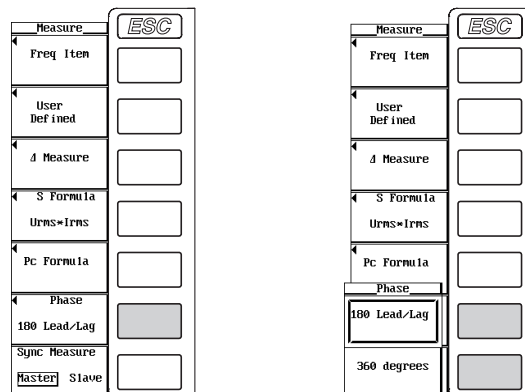 Measure
ESC
Freq Item
User
Defined
Δ Measure
S Formula
Urms*Irms
Pc Formula
Phase
180 Lead/Lag
Sync Measure
Master Slave
Measure
ESC
Freq Item
User
Defined
Δ Measure
S Formula
Urms*Irms
Pc Formula
Phase
180 Lead/Lag
360 degrees